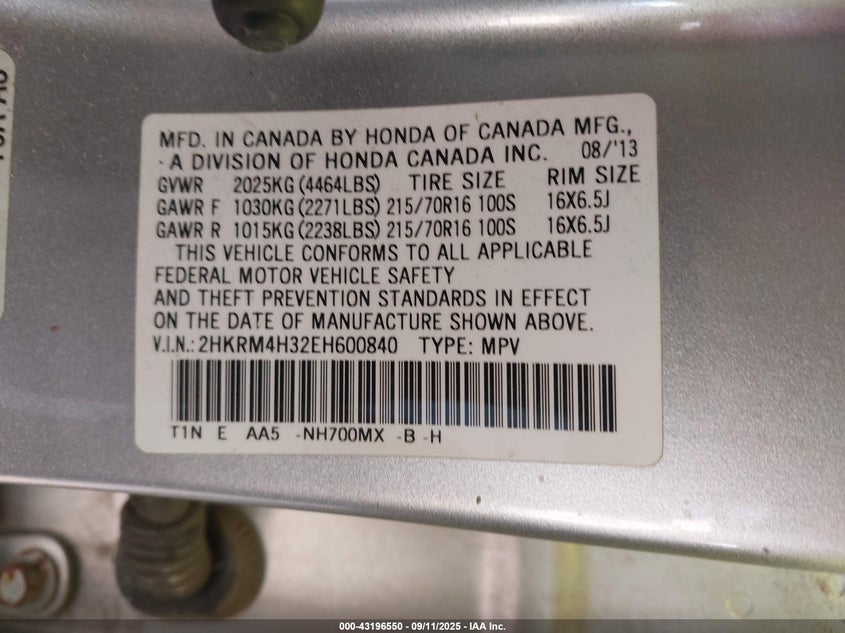 MFD. IN CANADA BY HONDA OF CANADA MFG.,
A DIVISION OF HONDA CANADA INC. 08/'13
GVWR 2025KG (4464LBS) TIRE SIZE RIM SIZE
GAWR F 1030KG (2271LBS) 215/70R16 100S 16X6.5J
GAWR R 1015KG (2238LBS) 215/70R16 100S 16X6.5J
THIS VEHICLE CONFORMS TO ALL APPLICABLE
FEDERAL MOTOR VEHICLE SAFETY
AND THEFT PREVENTION STANDARDS IN EFFECT
ON THE DATE OF MANUFACTURE SHOWN ABOVE.
V.I.N.: 2HKRM4H32EH600840 TYPE: MPV
T1N E AA5 -NH700MX -B -H
000-43196550 - 09/11/2025 - IAA Inc.